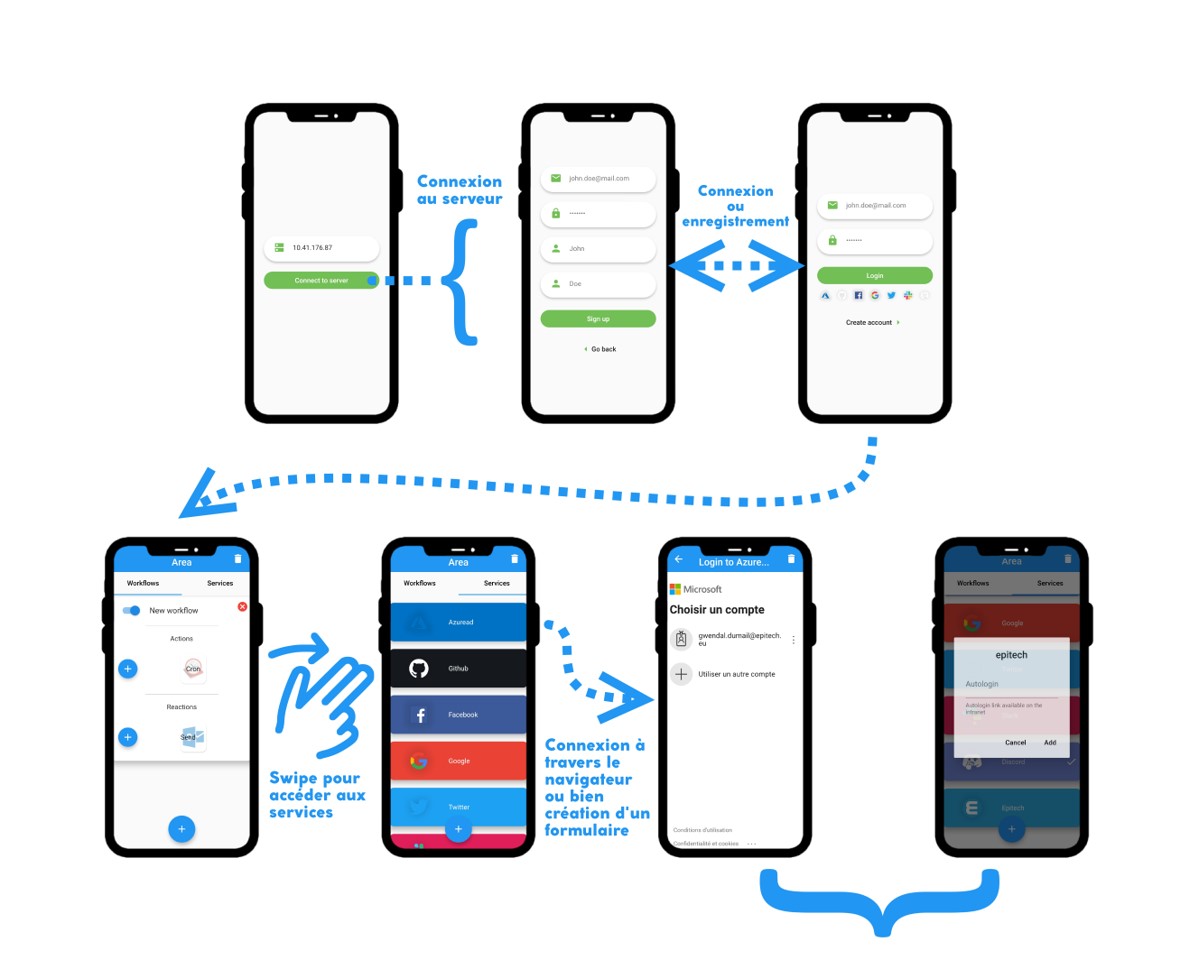 10.41.176.87
Connect to server
Connexion
au serveur
john.doe@mail.com
•••••••
John
Doe
Sign up
Go back
Connexion
ou
enregistrement
john.doe@mail.com
•••••••
Login
Create account
Area
Workflows Services
New workflow
Actions
Cron
Reactions
Send
Swipe pour
accéder aux
services
Area
Workflows Services
Azuread
Github
Facebook
Google
Twitter
Connexion à
travers le
navigateur
ou bien
création d'un
formulaire
Login to Azure...
Microsoft
Choisir un compte
gwendal.dumail@epitech.
eu
Utiliser un autre compte
Conditions d'utilisation
Confidentialité et cookies ...
Area
Workflows Services
Google
epitech
Autologin
Autologin link available on the
intranet
Cancel Add
Discord
Epitech